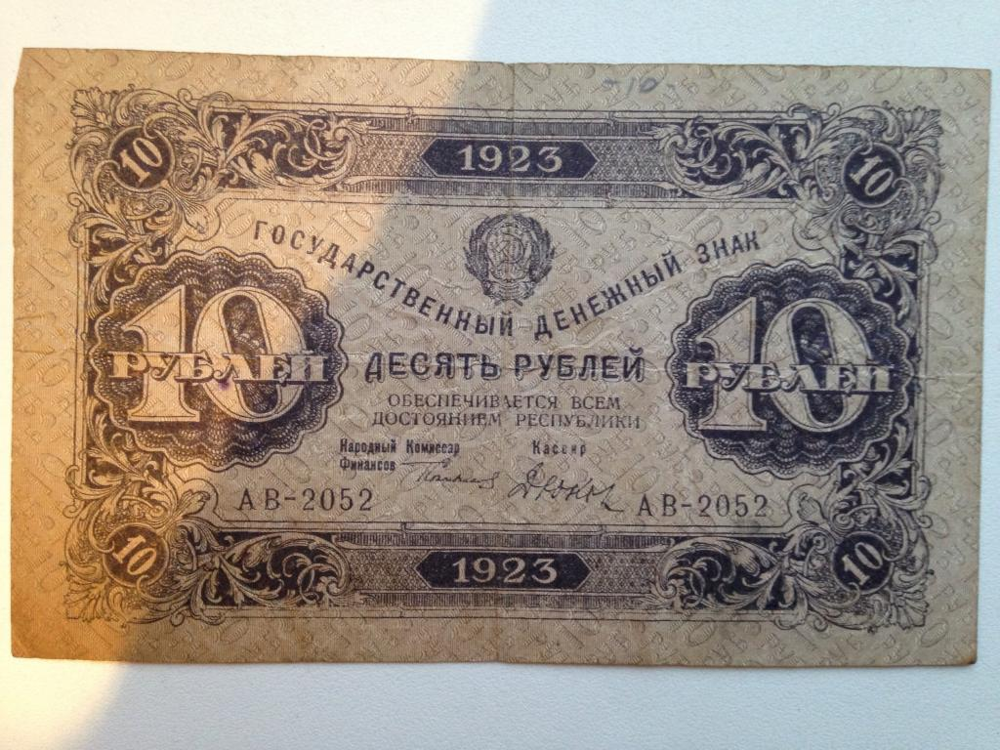 -10-
10 1923 10
ГОСУДАРСТВЕННЫЙ ДЕНЕЖНЫЙ ЗНАК
10 РУБЛЕЙ
ДЕСЯТЬ РУБЛЕЙ
10 РУБЛЕЙ
ОБЕСПЕЧИВАЕТСЯ ВСЕМ
ДОСТОЯНИЕМ РЕСПУБЛИКИ
Народный Комиссар
Финансов
Кассир
АВ-2052 АВ-2052
10 1923 10